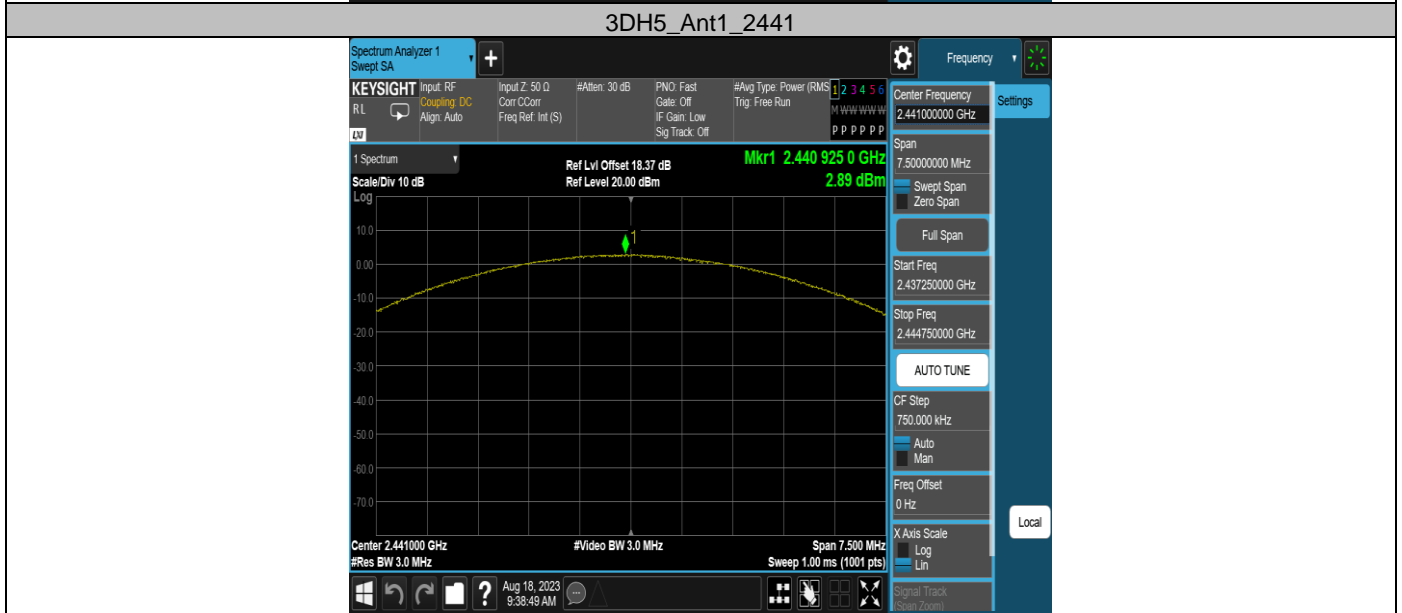 3DH5_Ant1_2441
Spectrum Analyzer 1
Swept SA
+
Frequency
KEYSIGHT
RL
LXI
Input: RF
Coupling: DC
Align: Auto
Input Z: 50 Ω
Corr CCorr
Freq Ref: Int (S)
#Atten: 30 dB
PNO: Fast
Gate: Off
IF Gain: Low
Sig Track: Off
#Avg Type: Power (RMS
Trig: Free Run
1 2 3 4 5 6
M W W W W W
P P P P P P
1 Spectrum
Scale/Div 10 dB
Log
Ref Lvl Offset 18.37 dB
Ref Level 20.00 dBm
Mkr1 2.440 925 0 GHz
2.89 dBm
1
10.0
0.00
-10.0
-20.0
-30.0
-40.0
-50.0
-60.0
-70.0
Center 2.441000 GHz
#Res BW 3.0 MHz
#Video BW 3.0 MHz
Span 7.500 MHz
Sweep 1.00 ms (1001 pts)
Center Frequency
2.441000000 GHz
Settings
Span
7.50000000 MHz
Swept Span
Zero Span
Full Span
Start Freq
2.437250000 GHz
Stop Freq
2.444750000 GHz
AUTO TUNE
CF Step
750.000 kHz
Auto
Man
Freq Offset
0 Hz
X Axis Scale
Log
Lin
Local
Signal Track
(Span Zoom)
?
Aug 18, 2023
9:38:49 AM